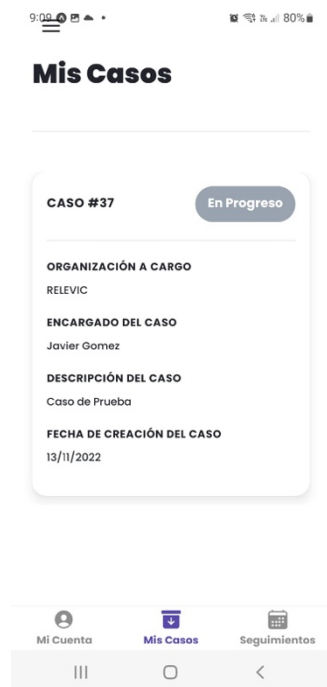 9:09
80%
Mis Casos
CASO #37
En Progreso
ORGANIZACIÓN A CARGO
RELEVIC
ENCARGADO DEL CASO
Javier Gomez
DESCRIPCIÓN DEL CASO
Caso de Prueba
FECHA DE CREACIÓN DEL CASO
13/11/2022
Mi Cuenta
Mis Casos
Seguimientos